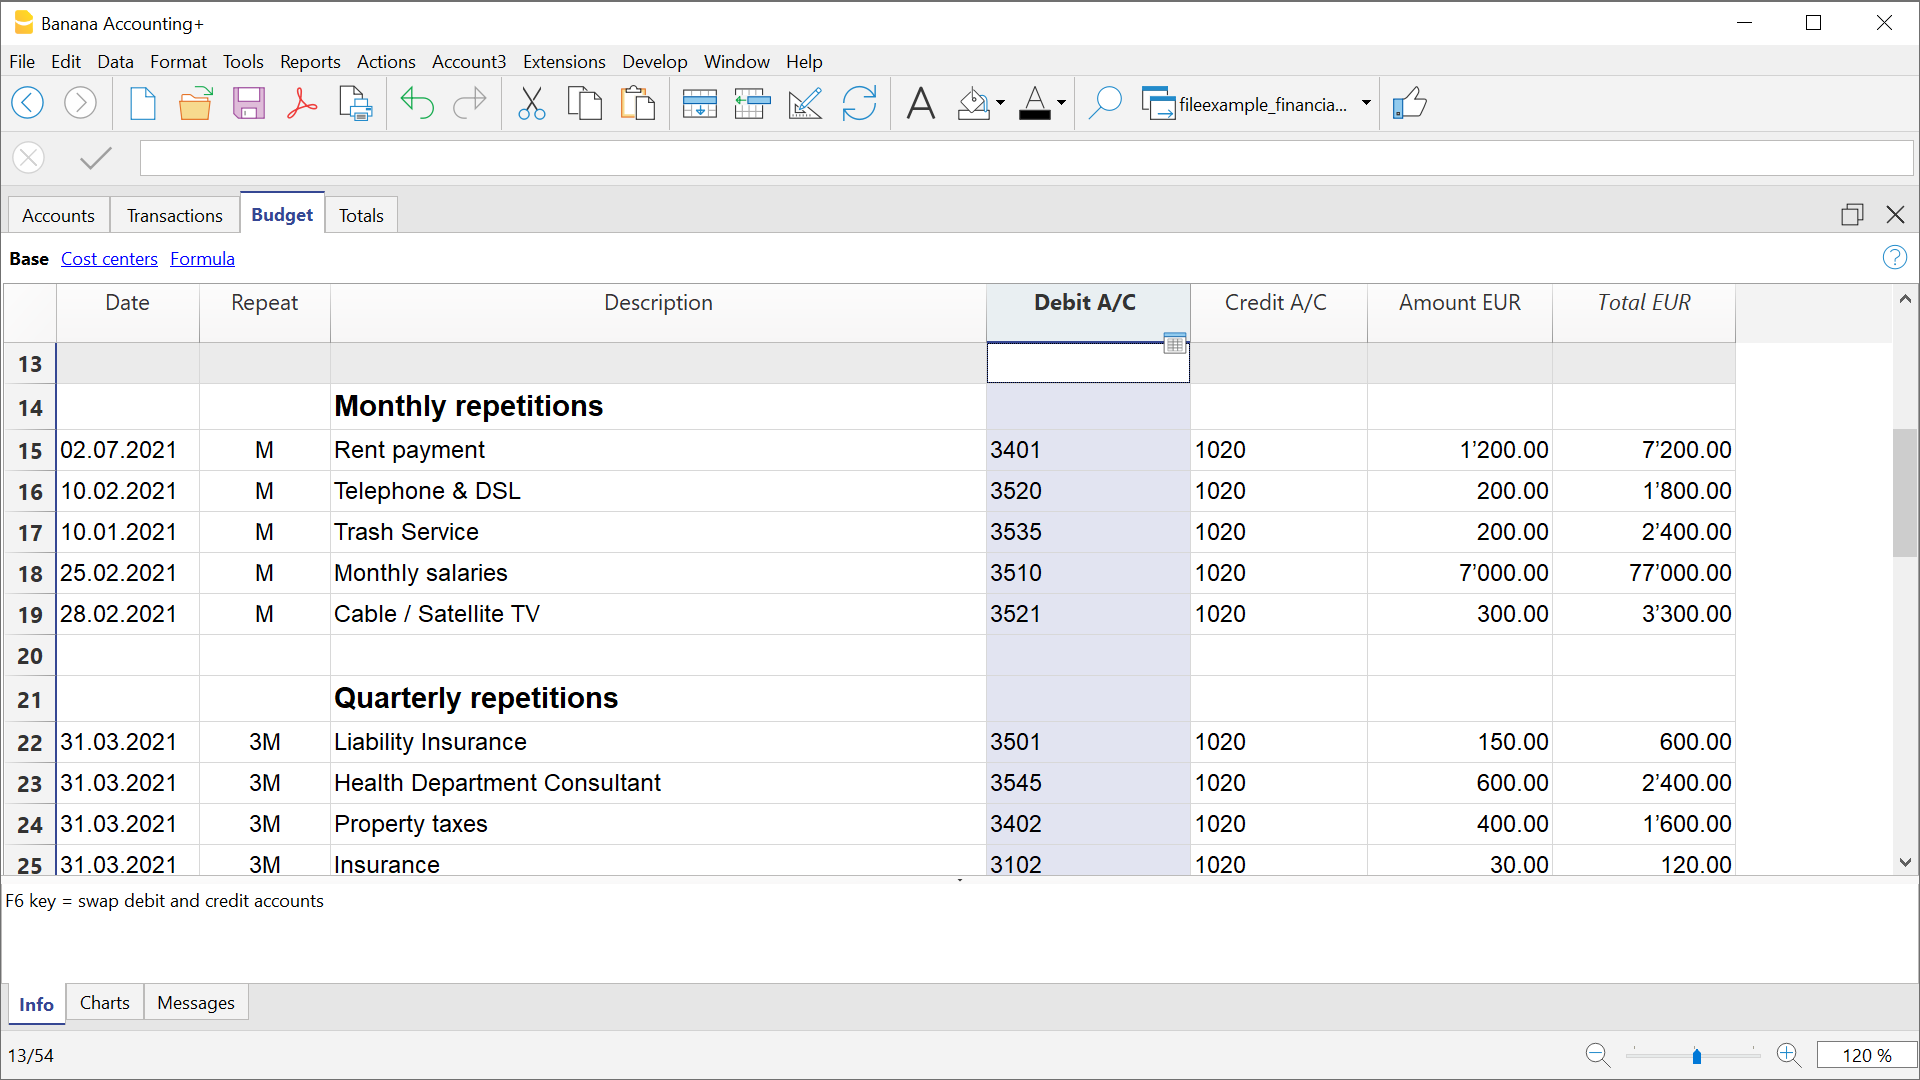 Banana Accounting+
File Edit Data Format Tools Reports Actions Account3 Extensions Develop Window Help
fileexample_financia...
Accounts Transactions Budget Totals
Base Cost centers Formula
Date Repeat Description Debit A/C Credit A/C Amount EUR Total EUR
13
14 Monthly repetitions
15 02.07.2021 M Rent payment 3401 1020 1’200.00 7’200.00
16 10.02.2021 M Telephone & DSL 3520 1020 200.00 1’800.00
17 10.01.2021 M Trash Service 3535 1020 200.00 2’400.00
18 25.02.2021 M Monthly salaries 3510 1020 7’000.00 77’000.00
19 28.02.2021 M Cable / Satellite TV 3521 1020 300.00 3’300.00
20
21 Quarterly repetitions
22 31.03.2021 3M Liability Insurance 3501 1020 150.00 600.00
23 31.03.2021 3M Health Department Consultant 3545 1020 600.00 2’400.00
24 31.03.2021 3M Property taxes 3402 1020 400.00 1’600.00
25 31.03.2021 3M Insurance 3102 1020 30.00 120.00
F6 key = swap debit and credit accounts
Info Charts Messages
13/54 120 %